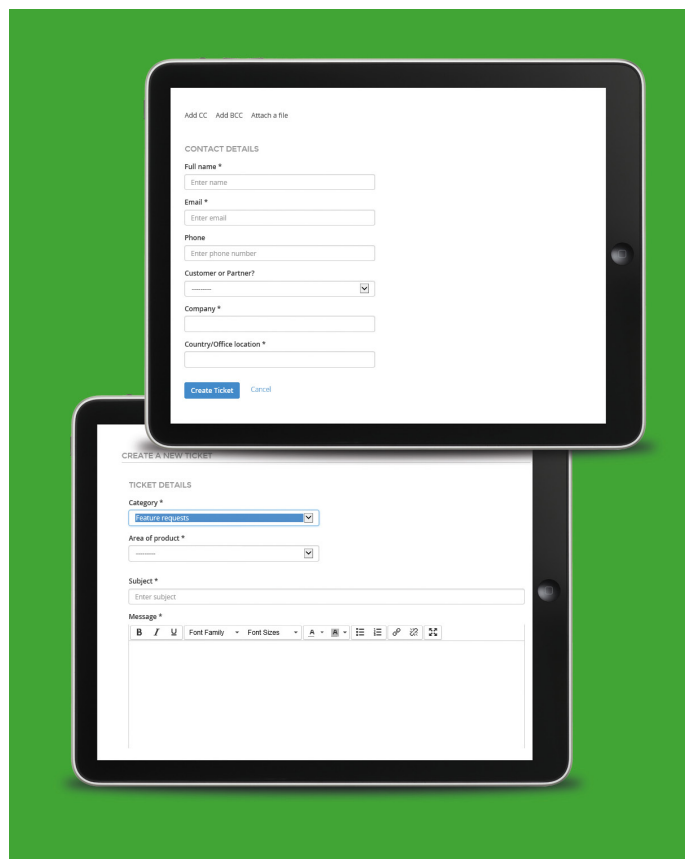 Add CC Add BCC Attach a file
CONTACT DETAILS
Full name *
Enter name
Email *
Enter email
Phone
Enter phone number
Customer or Partner?
---------
Company *
Country/Office location *
Create Ticket Cancel
CREATE A NEW TICKET
TICKET DETAILS
Category *
Feature requests
Area of product *
---------
Subject *
Enter subject
Message *
B I U Font Family Font Sizes A A